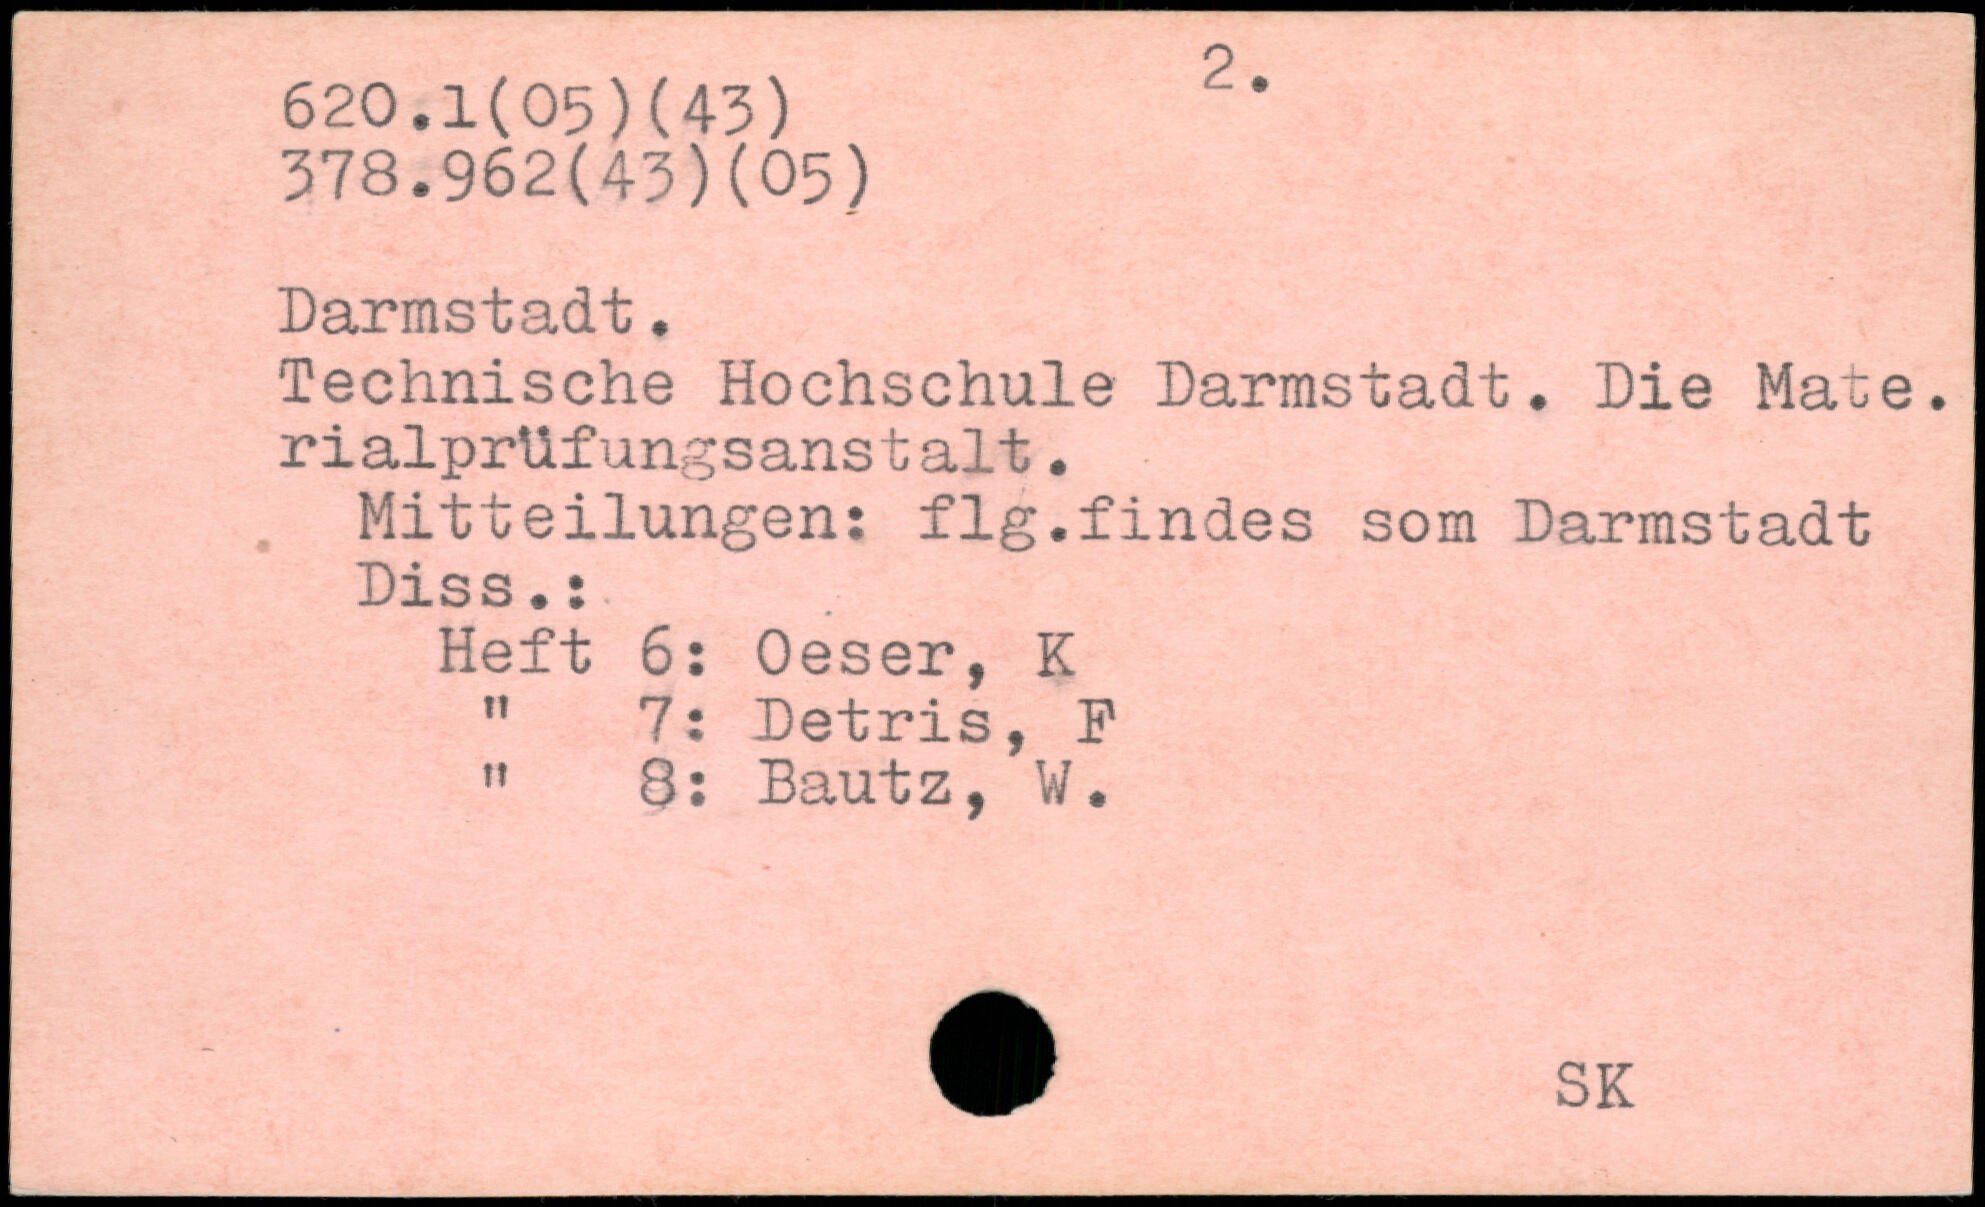 2.
620.1(05)(43)
378.962(43)(05)
Darmstadt.
Technische Hochschule Darmstadt. Die Mate.
rialprüfungsanstalt.
Mitteilungen: flg.findes som Darmstadt
Diss.:
Heft 6: Oeser, K
" 7: Detris, F
" 8: Bautz, W.
SK